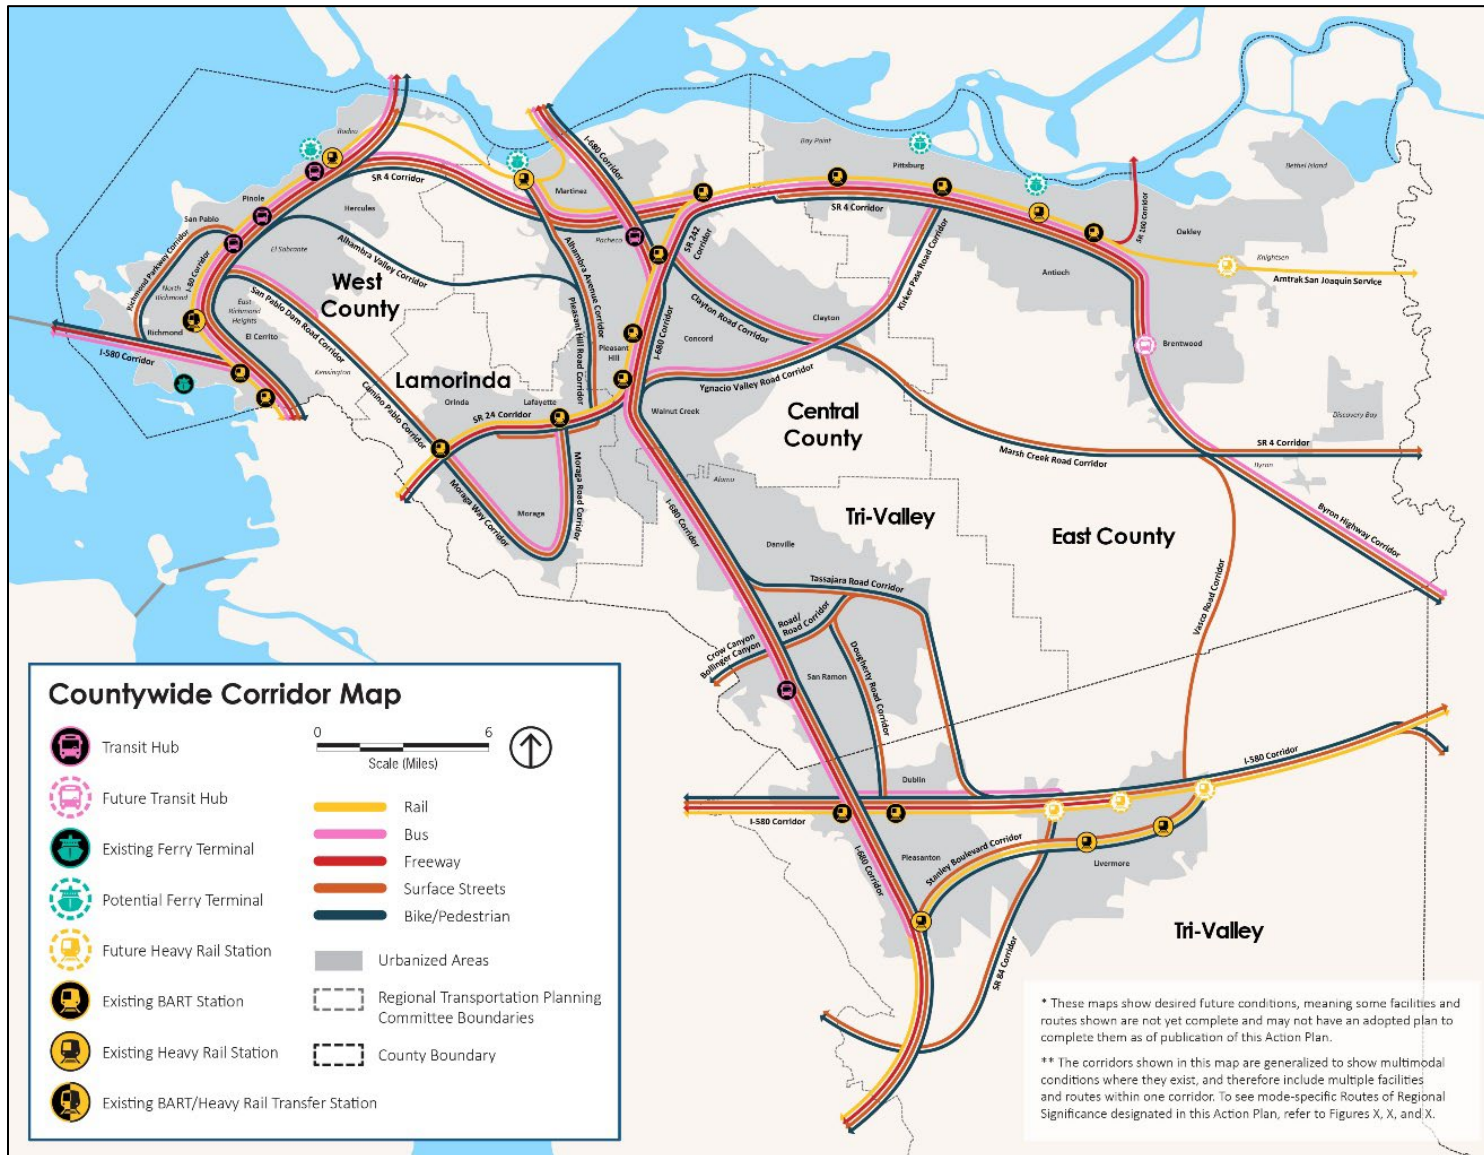 Rodeo
I-680 Corridor
Bay Point
Pittsburg
Bethel Island
SR 4 Corridor
Martinez
Pinole
Hercules
San Pablo
SR 4 Corridor
SR 160 Corridor
Oakley
Richmond Parkway Corridor
El Sobrante
Alhambra Valley Corridor
Pacheco
SR 242
Corridor
Kirker Pass Road Corridor
Antioch
Knightsen
Amtrak San Joaquin Service
I-80 Corridor
North
Richmond
West
County
Alhambra Avenue Corridor
Clayton Road Corridor
Clayton
San Pablo Dam Road Corridor
East
Richmond
Heights
Richmond
El Cerrito
I-580 Corridor
Kensington
Pleasant Hill Road Corridor
Pleasant
Hill
I-680 Corridor
Concord
Brentwood
Ygnacio Valley Road Corridor
Lamorinda
Orinda
Lafayette
Camino Pablo Corridor
SR 24 Corridor
Walnut Creek
Central
County
Discovery Bay
SR 4 Corridor
Marsh Creek Road Corridor
Byron
Moraga Way Corridor
Moraga Road Corridor
Moraga
Alamo
I-680 Corridor
Tri-Valley
East County
Byron Highway Corridor
Danville
Tassajara Road Corridor
Vasco Road Corridor
Crow Canyon Road/
Bollinger Canyon Road Corridor
Dougherty Road Corridor
San Ramon
Dublin
I-580 Corridor
I-580 Corridor
I-680 Corridor
Pleasanton
Stanley Boulevard Corridor
Livermore
SR 84 Corridor
Tri-Valley
Countywide Corridor Map
Transit Hub
Future Transit Hub
Existing Ferry Terminal
Potential Ferry Terminal
Future Heavy Rail Station
Existing BART Station
Existing Heavy Rail Station
Existing BART/Heavy Rail Transfer Station
0 6
Scale (Miles)
Rail
Bus
Freeway
Surface Streets
Bike/Pedestrian
Urbanized Areas
Regional Transportation Planning
Committee Boundaries
County Boundary
* These maps show desired future conditions, meaning some facilities and
routes shown are not yet complete and may not have an adopted plan to
complete them as of publication of this Action Plan.
** The corridors shown in this map are generalized to show multimodal
conditions where they exist, and therefore include multiple facilities
and routes within one corridor. To see mode-specific Routes of Regional
Significance designated in this Action Plan, refer to Figures X, X, and X.